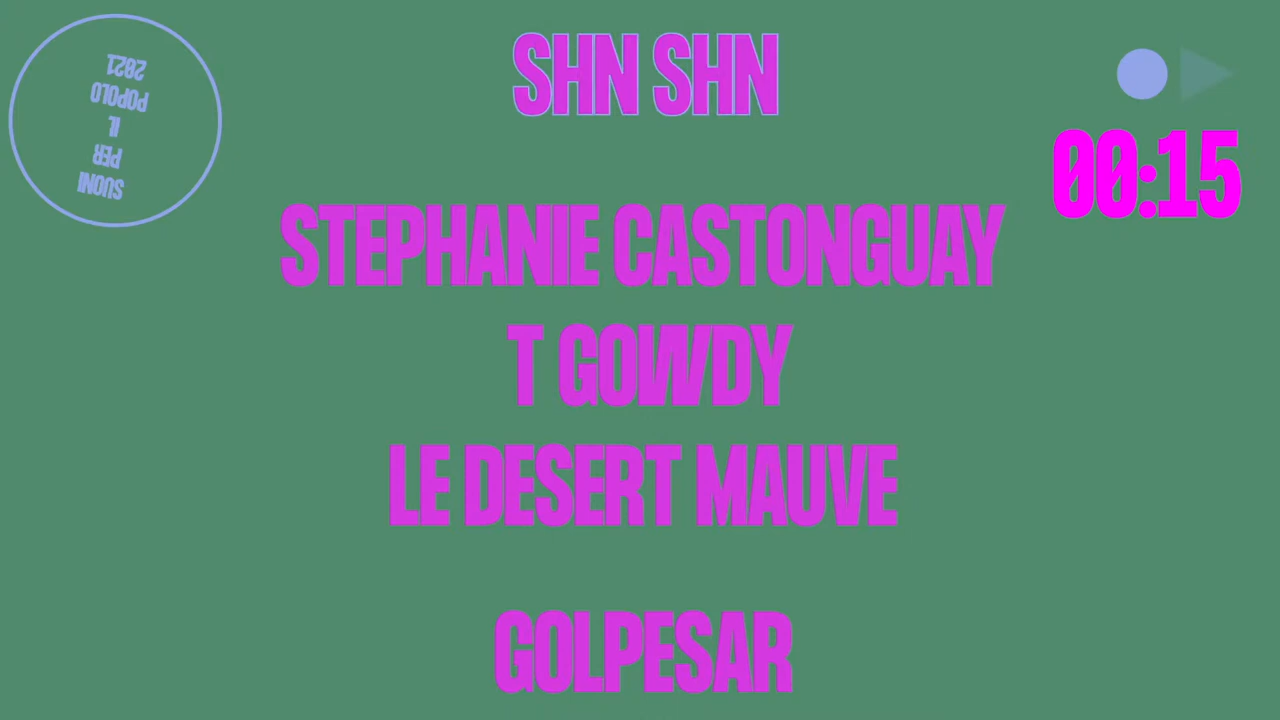 SHN SHN
SUONI
PER
IL
POPOLO
2021
00:15
STEPHANIE CASTONGUAY
T GOWDY
LE DESERT MAUVE
GOLPESAR